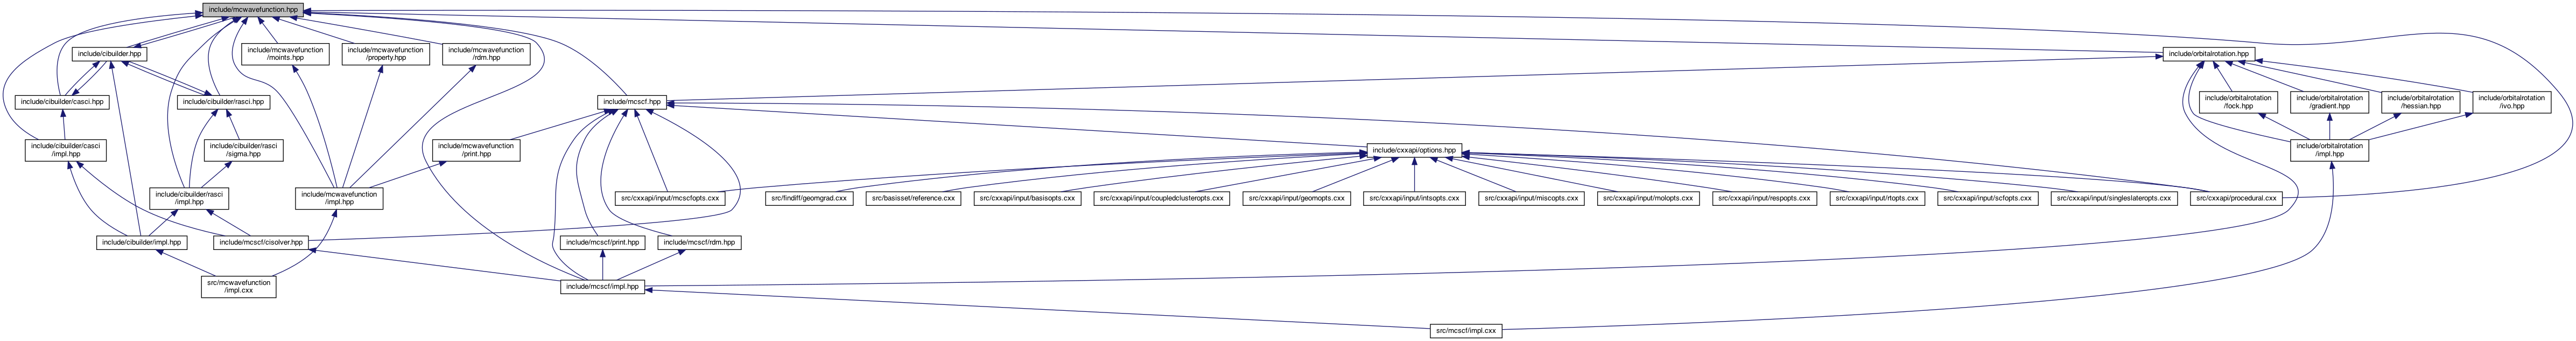 include/mcwavefunction.hpp
include/cibuilder.hpp
include/mcwavefunction
/moints.hpp
include/mcwavefunction
/property.hpp
include/mcwavefunction
/rdm.hpp
include/orbitalrotation.hpp
include/cibuilder/casci.hpp
include/cibuilder/rasci.hpp
include/mcscf.hpp
include/orbitalrotation
/fock.hpp
include/orbitalrotation
/gradient.hpp
include/orbitalrotation
/hessian.hpp
include/orbitalrotation
/ivo.hpp
include/cibuilder/casci
/impl.hpp
include/cibuilder/rasci
/sigma.hpp
include/mcwavefunction
/print.hpp
include/cxxapi/options.hpp
include/orbitalrotation
/impl.hpp
include/cibuilder/rasci
/impl.hpp
include/mcwavefunction
/impl.hpp
src/cxxapi/input/mcscfopts.cxx
src/findiff/geomgrad.cxx
src/basisset/reference.cxx
src/cxxapi/input/basisopts.cxx
src/cxxapi/input/coupledclusteropts.cxx
src/cxxapi/input/geomopts.cxx
src/cxxapi/input/intsopts.cxx
src/cxxapi/input/miscopts.cxx
src/cxxapi/input/molopts.cxx
src/cxxapi/input/respopts.cxx
src/cxxapi/input/rtopts.cxx
src/cxxapi/input/scfopts.cxx
src/cxxapi/input/singleslateropts.cxx
src/cxxapi/procedural.cxx
include/cibuilder/impl.hpp
include/mcscf/cisolver.hpp
include/mcscf/print.hpp
include/mcscf/rdm.hpp
src/mcwavefunction
/impl.cxx
include/mcscf/impl.hpp
src/mcscf/impl.cxx